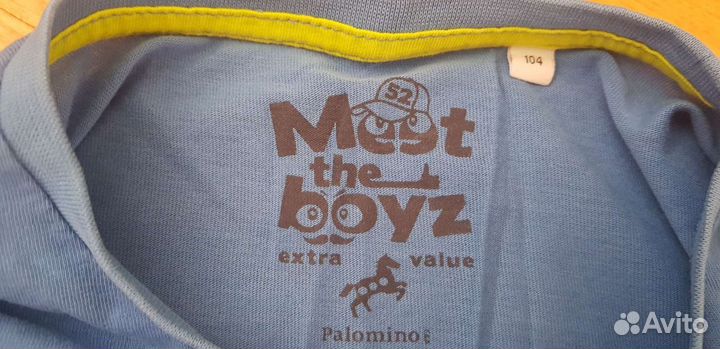 104
52
Meet
the
boyz
extra value
Palomino
Avito